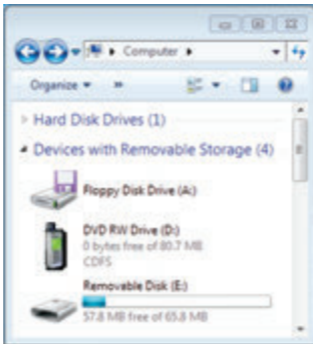 Computer
Organize
»
Hard Disk Drives (1)
Devices with Removable Storage (4)
Floppy Disk Drive (A:)
DVD RW Drive (D:)
0 bytes free of 80.7 MB
CDFS
Removable Disk (E:)
57.8 MB free of 65.8 MB